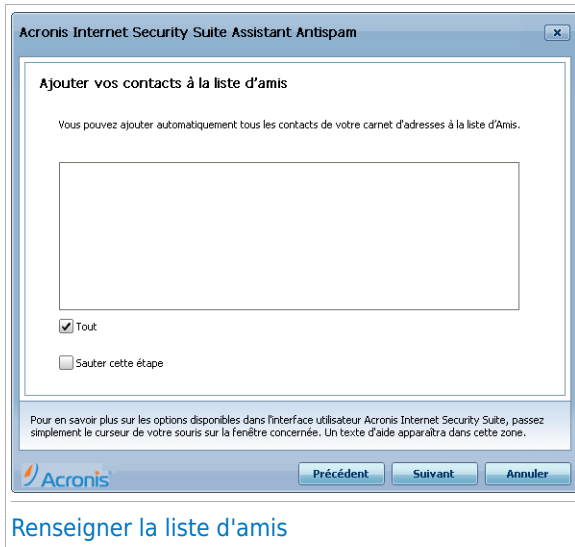 Acronis Internet Security Suite Assistant Antispam
Ajouter vos contacts à la liste d'amis
Vous pouvez ajouter automatiquement tous les contacts de votre carnet d'adresses à la liste d'Amis.
Tout
Sauter cette étape
Pour en savoir plus sur les options disponibles dans l'interface utilisateur Acronis Internet Security Suite, passez
simplement le curseur de votre souris sur la fenêtre concernée. Un texte d'aide apparaîtra dans cette zone.
Acronis
Précédent
Suivant
Annuler
Renseigner la liste d'amis